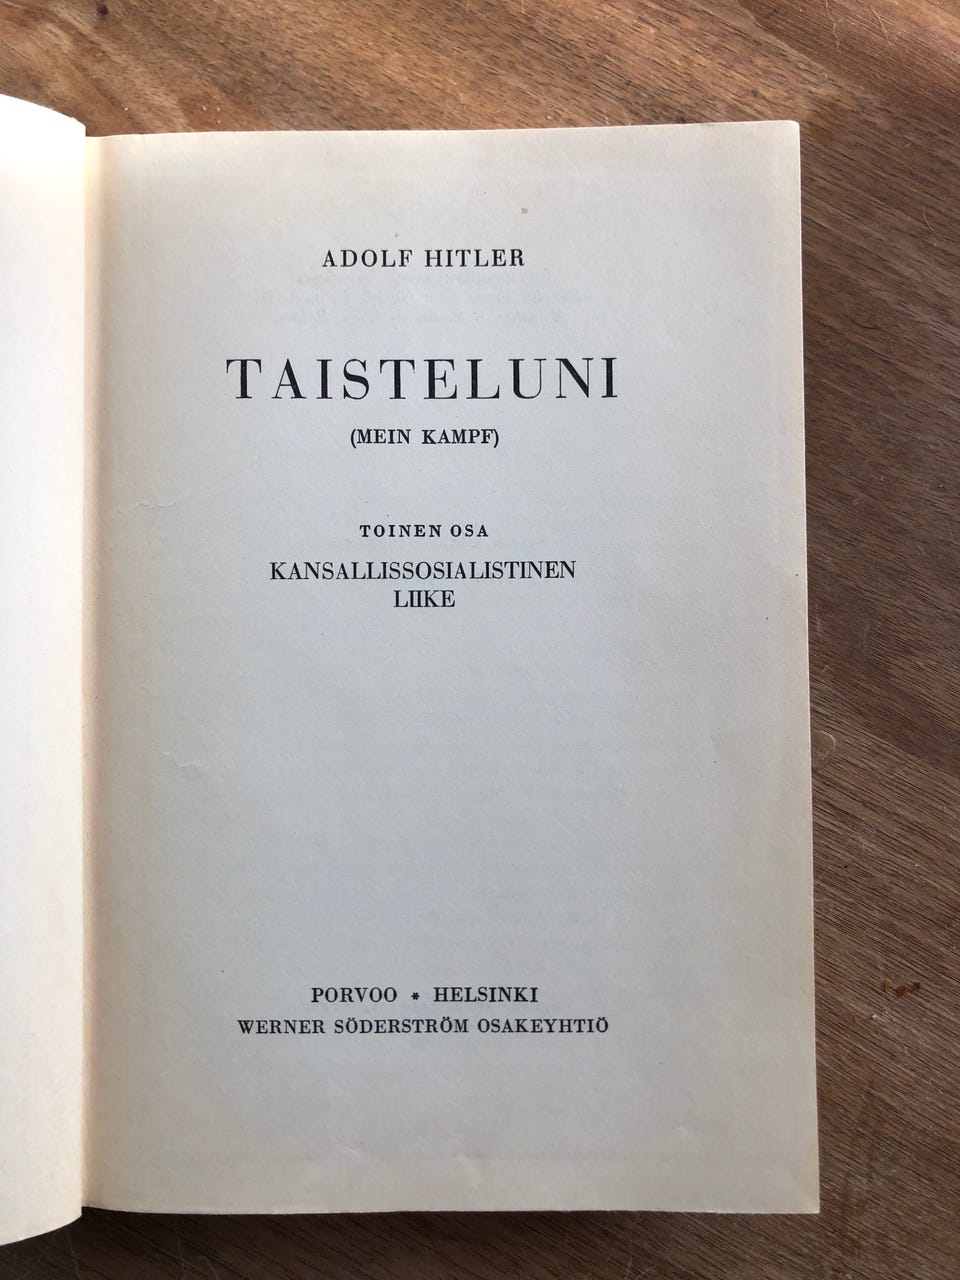 ADOLF HITLER
TAISTELUNI
(MEIN KAMPF)
TOINEN OSA
KANSALLISSOSIALISTINEN
LIIKE
PORVOO * HELSINKI
WERNER SÖDERSTRÖM OSAKEYHTIÖ